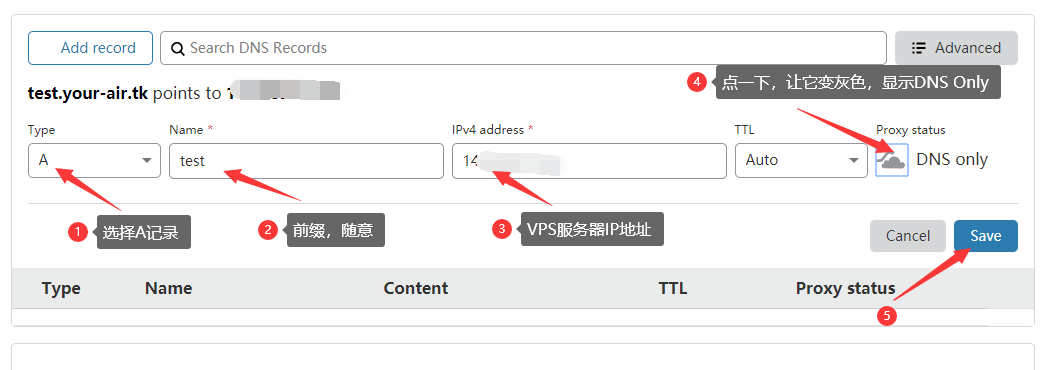 Add record
Search DNS Records
Advanced
test.your-air.tk points to
4 点一下，让它变灰色，显示DNS Only
Type
Name *
IPv4 address *
TTL
Proxy status
A
test
14
Auto
DNS only
1 选择A记录
2 前缀，随意
3 VPS服务器IP地址
Cancel
Save
Type
Name
Content
TTL
Proxy status
5